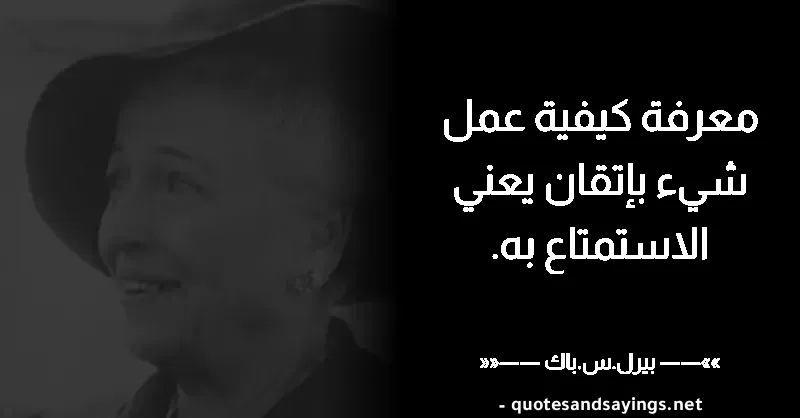 معرفة كيفية عمل
شيء بإتقان يعني
الاستمتاع به.
»»—— بيرل.س.باك ——««
- quotesandsayings.net